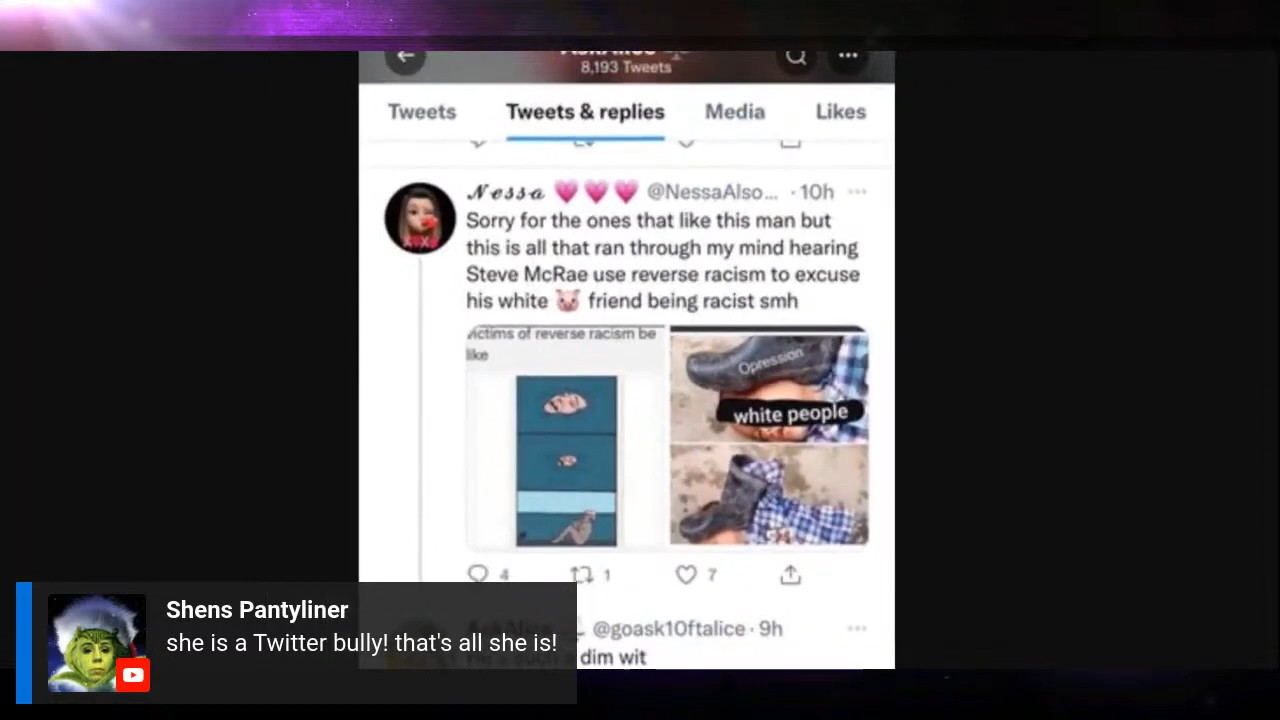 8,193 Tweets
Tweets
Tweets & replies
Media
Likes
Nessa 💗💗💗 @NessaAlso... · 10h
Sorry for the ones that like this man but
this is all that ran through my mind hearing
Steve McRae use reverse racism to excuse
his white 🐷 friend being racist smh
victims of reverse racism be
like
Opression
white people
4
1
7
@goask1Oftalice · 9h
dim wit
Shens Pantyliner
she is a Twitter bully! that's all she is!